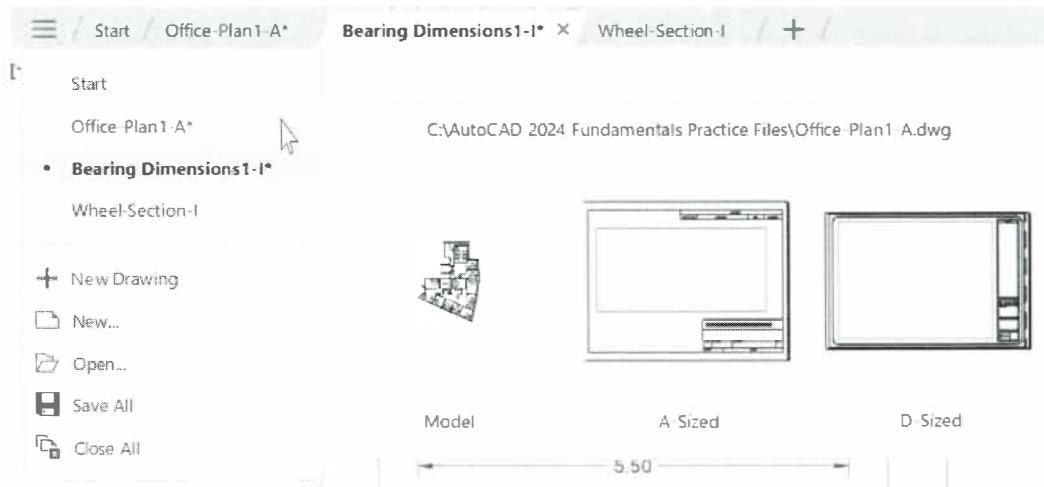 Start / Office-Plan1-A* Bearing Dimensions1-I* × Wheel-Section-I / + /
Start
Office-Plan1-A*
• Bearing Dimensions1-I*
Wheel-Section-I
New Drawing
New...
Open...
Save All
Close All
C:\AutoCAD 2024 Fundamentals Practice Files\Office-Plan1-A.dwg
Model A-Sized D-Sized
5.50